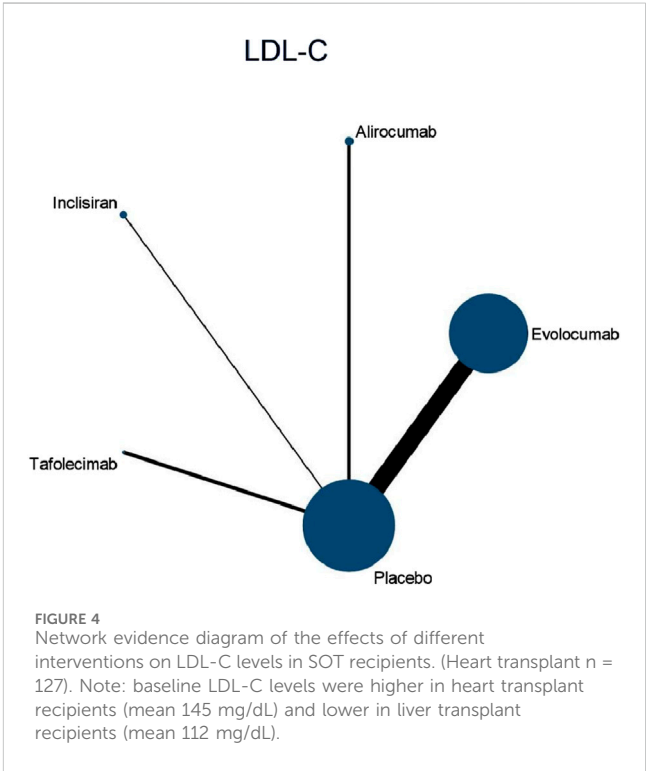 LDL-C
Alirocumab
Inclisiran
Evolocumab
Tafolecimab
Placebo
FIGURE 4
Network evidence diagram of the effects of different
interventions on LDL-C levels in SOT recipients. (Heart transplant n =
127). Note: baseline LDL-C levels were higher in heart transplant
recipients (mean 145 mg/dL) and lower in liver transplant
recipients (mean 112 mg/dL).